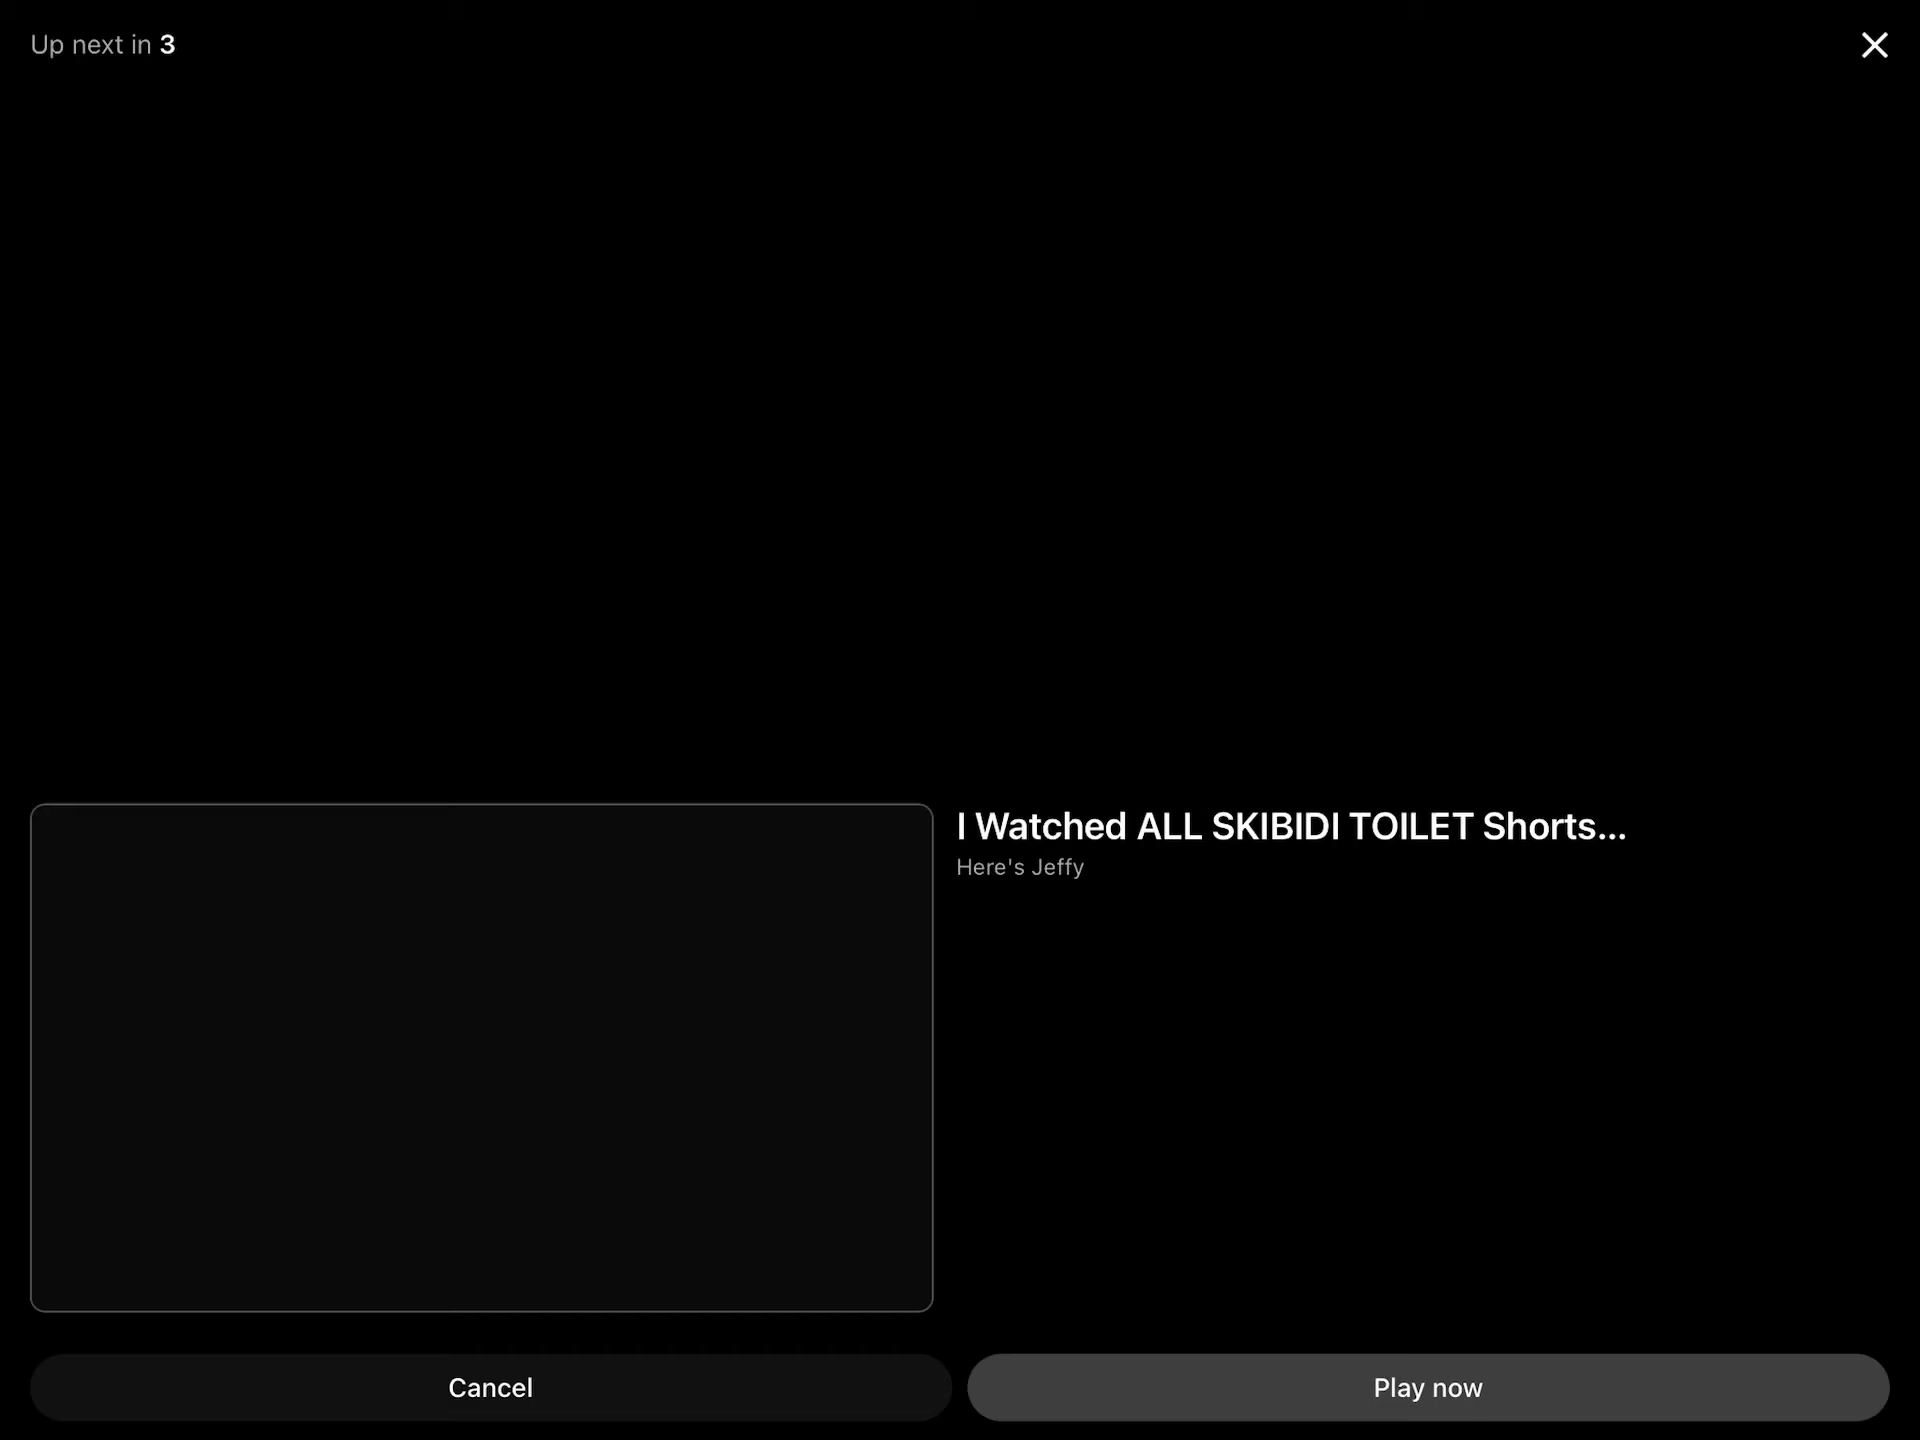 Up next in 3
I Watched ALL SKIBIDI TOILET Shorts...
Here's Jeffy
Cancel
Play now